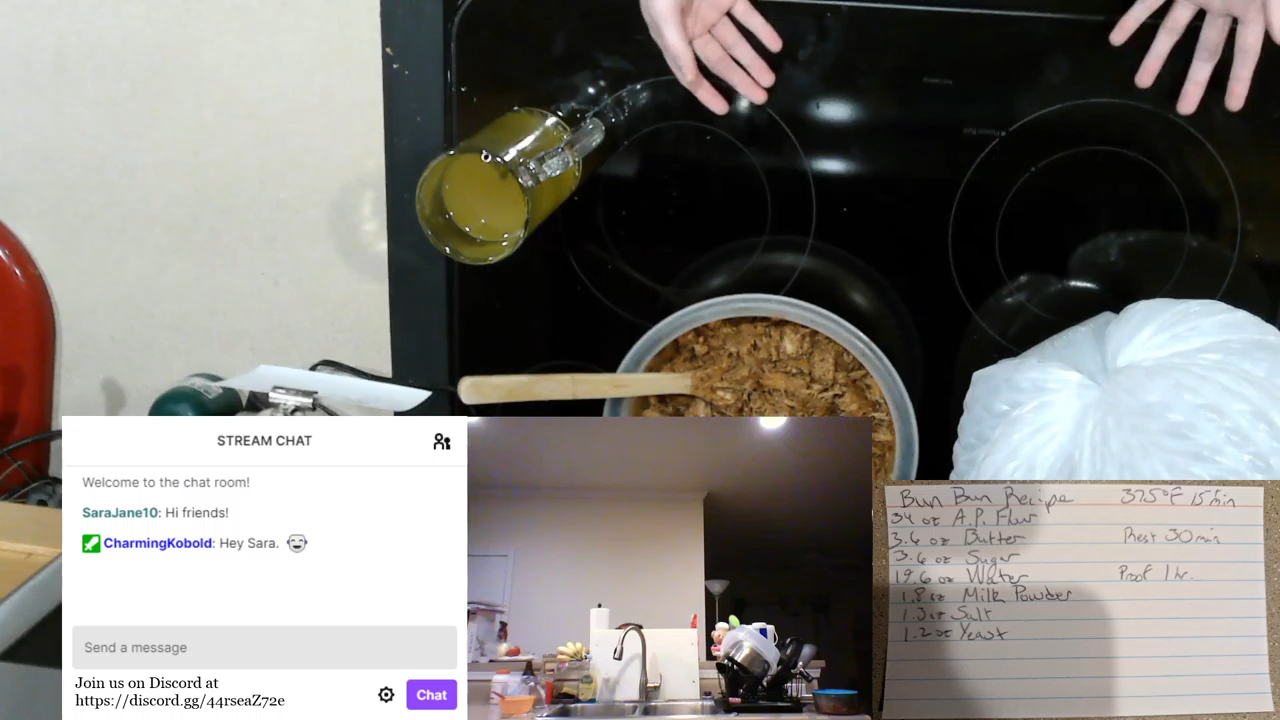 STREAM CHAT
Welcome to the chat room!
SaraJane10: Hi friends!
CharmingKobold: Hey Sara.
Send a message
Join us on Discord at
https://discord.gg/44rseaZ72e
Chat
Bun Bun Recipe 375°F 15 min
34 oz A.P. Flour
3.6 oz Butter Rest 30 min
3.6 oz Sugar
19.6 oz Water Proof 1 hr.
1.8 oz Milk Powder
1.3 oz Salt
1.2 oz Yeast